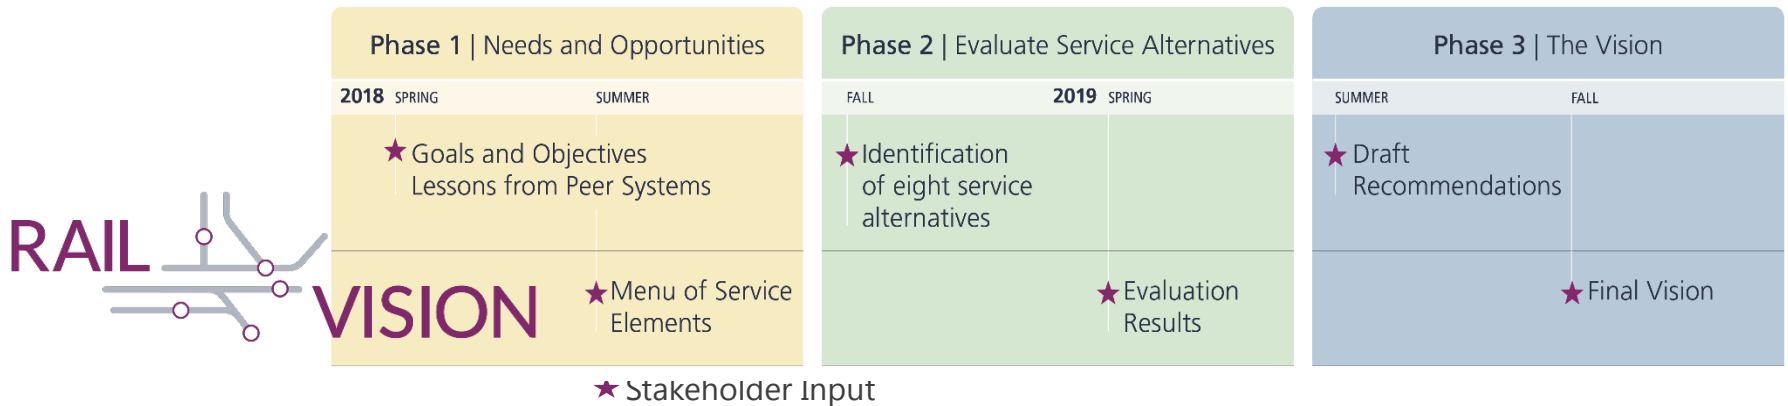 Phase 1 | Needs and Opportunities
2018 SPRING
SUMMER
Goals and Objectives
Lessons from Peer Systems
Menu of Service
Elements
Phase 2 | Evaluate Service Alternatives
FALL
2019 SPRING
Identification
of eight service
alternatives
Evaluation
Results
Phase 3 | The Vision
SUMMER
FALL
Draft
Recommendations
Final Vision
RAIL
VISION
Stakeholder Input